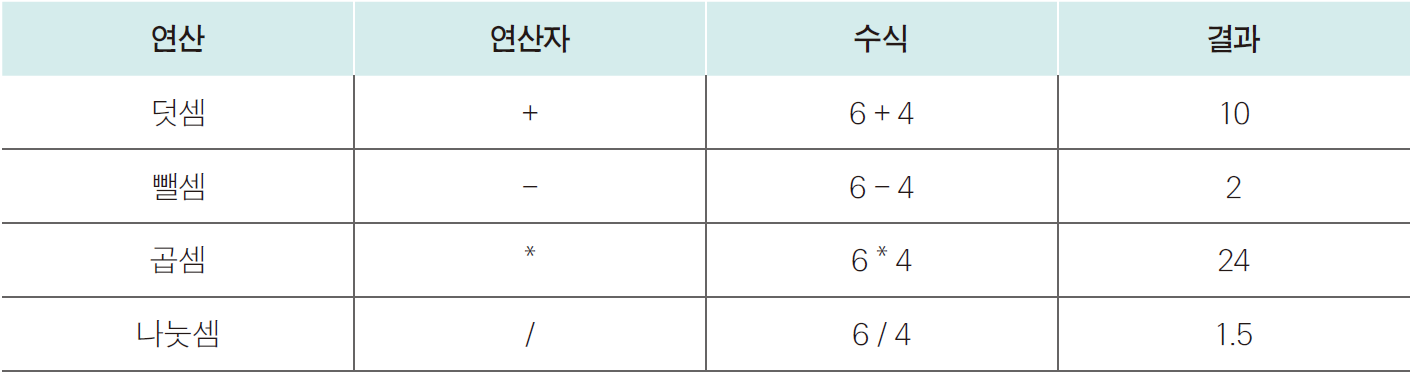 연산 연산자 수식 결과
덧셈 + 6 + 4 10
뺄셈 – 6 – 4 2
곱셈 * 6 * 4 24
나눗셈 / 6 / 4 1.5